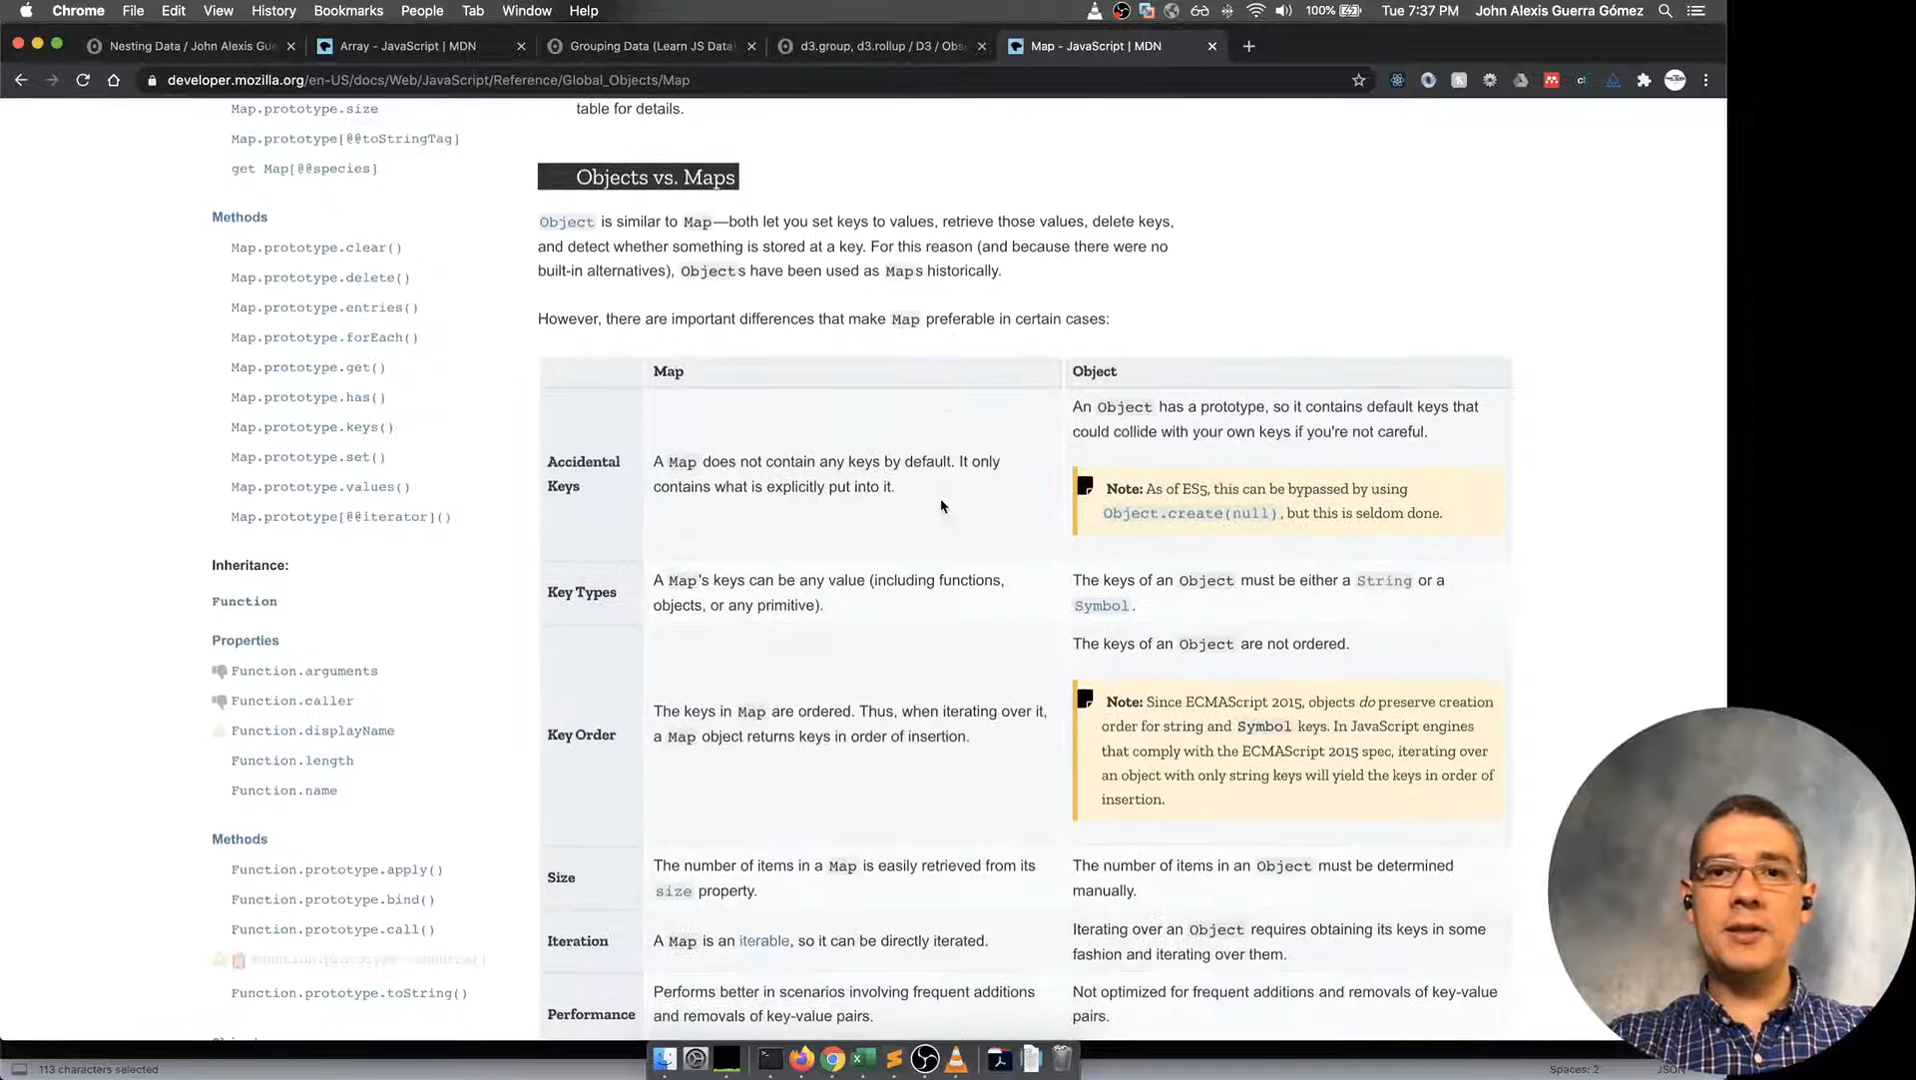 Chrome File Edit View History Bookmarks People Tab Window Help 100% Tue 7:37 PM John Alexis Guerra Gómez
Nesting Data / John Alexis Gue
Array - JavaScript | MDN
Grouping Data (Learn JS Data)
d3.group, d3.rollup / D3 / Obs
Map - JavaScript | MDN
developer.mozilla.org/en-US/docs/Web/JavaScript/Reference/Global_Objects/Map
Map.prototype.size
Map.prototype[@@toStringTag]
get Map[@@species]
Methods
Map.prototype.clear()
Map.prototype.delete()
Map.prototype.entries()
Map.prototype.forEach()
Map.prototype.get()
Map.prototype.has()
Map.prototype.keys()
Map.prototype.set()
Map.prototype.values()
Map.prototype[@@iterator]()
Inheritance:
Function
Properties
Function.arguments
Function.caller
Function.displayName
Function.length
Function.name
Methods
Function.prototype.apply()
Function.prototype.bind()
Function.prototype.call()
Function.prototype.toString()
table for details.
Objects vs. Maps
Object is similar to Map—both let you set keys to values, retrieve those values, delete keys,
and detect whether something is stored at a key. For this reason (and because there were no
built-in alternatives), Objects have been used as Maps historically.
However, there are important differences that make Map preferable in certain cases:
Map
Object
Accidental
Keys
A Map does not contain any keys by default. It only
contains what is explicitly put into it.
An Object has a prototype, so it contains default keys that
could collide with your own keys if you're not careful.
Note: As of ES5, this can be bypassed by using
Object.create(null), but this is seldom done.
Key Types
A Map's keys can be any value (including functions,
objects, or any primitive).
The keys of an Object must be either a String or a
Symbol.
Key Order
The keys in Map are ordered. Thus, when iterating over it,
a Map object returns keys in order of insertion.
The keys of an Object are not ordered.
Note: Since ECMAScript 2015, objects do preserve creation
order for string and Symbol keys. In JavaScript engines
that comply with the ECMAScript 2015 spec, iterating over
an object with only string keys will yield the keys in order of
insertion.
Size
The number of items in a Map is easily retrieved from its
size property.
The number of items in an Object must be determined
manually.
Iteration
A Map is an iterable, so it can be directly iterated.
Iterating over an Object requires obtaining its keys in some
fashion and iterating over them.
Performance
Performs better in scenarios involving frequent additions
and removals of key-value pairs.
Not optimized for frequent additions and removals of key-value
pairs.
113 characters selected
Spaces: 2
JSON